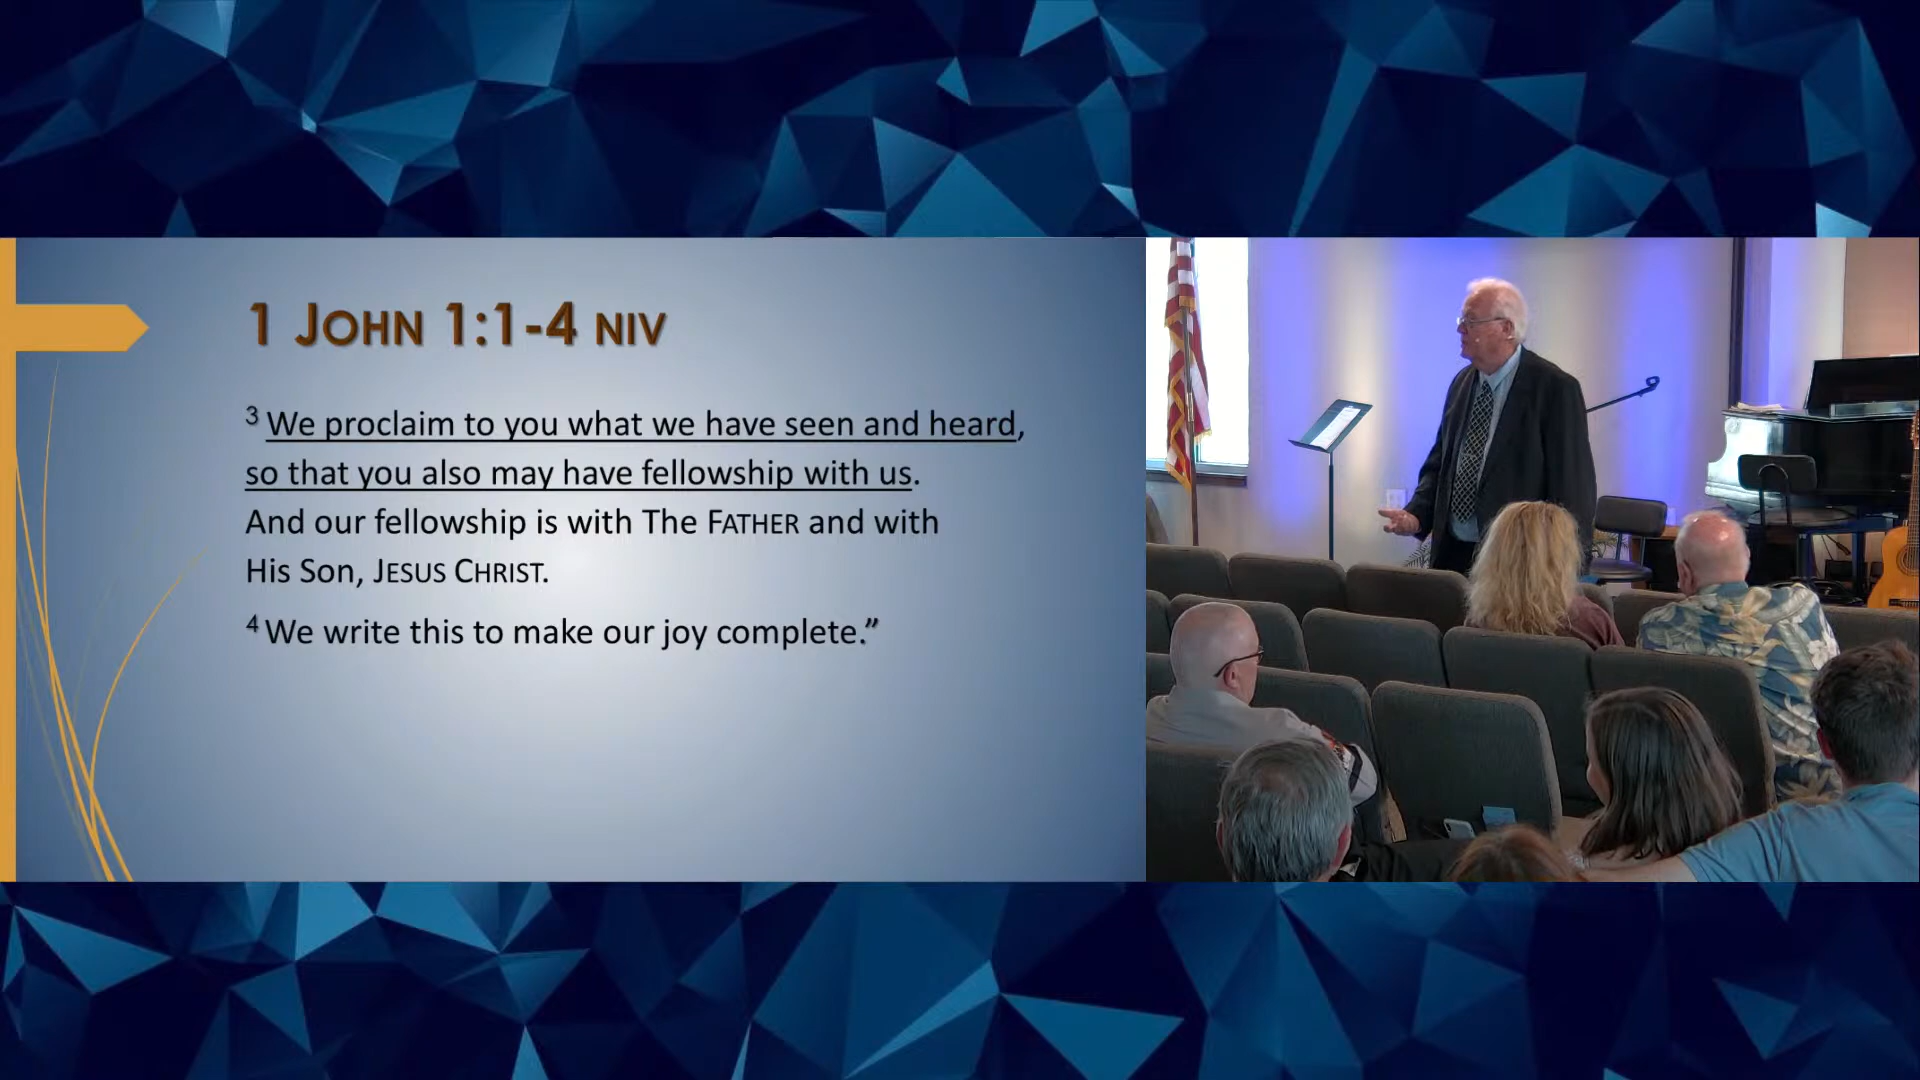 1 JOHN 1:1-4 NIV
3 We proclaim to you what we have seen and heard,
so that you also may have fellowship with us.
And our fellowship is with The FATHER and with
His Son, JESUS CHRIST.
4 We write this to make our joy complete.”